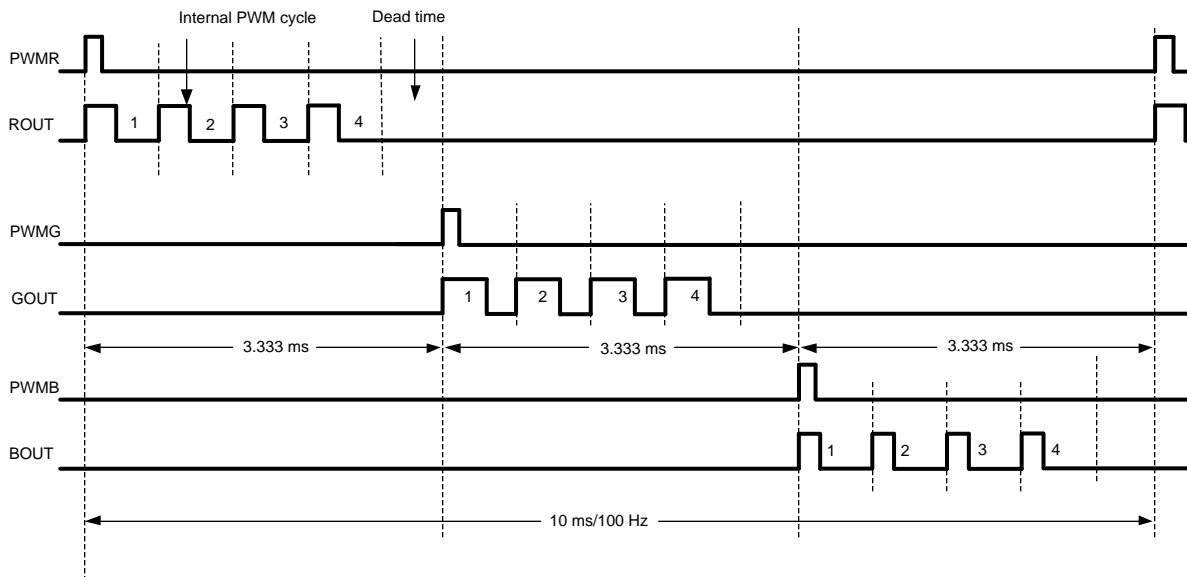 Internal PWM cycle
Dead time
PWMR
ROUT
1
2
3
4
PWMG
GOUT
1
2
3
4
3.333 ms
3.333 ms
3.333 ms
PWMB
BOUT
1
2
3
4
10 ms/100 Hz